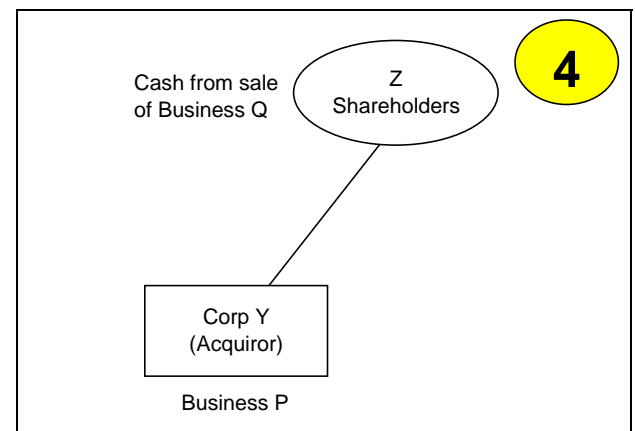 4
Cash from sale
of Business Q
Z
Shareholders
Corp Y
(Acquiror)
Business P